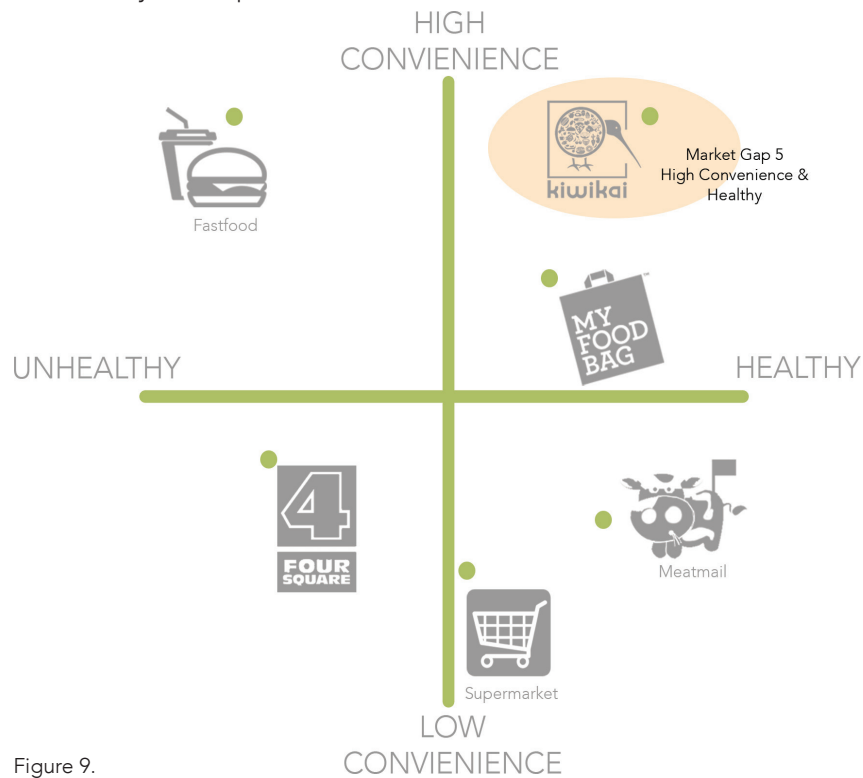 HIGH
CONVIENIENCE
kiwikai
Market Gap 5
High Convenience &
Healthy
Fastfood
MY
FOOD
BAG
™
UNHEALTHY
HEALTHY
4
FOUR
SQUARE
Meatmail
Supermarket
LOW
CONVIENIENCE
Figure 9.